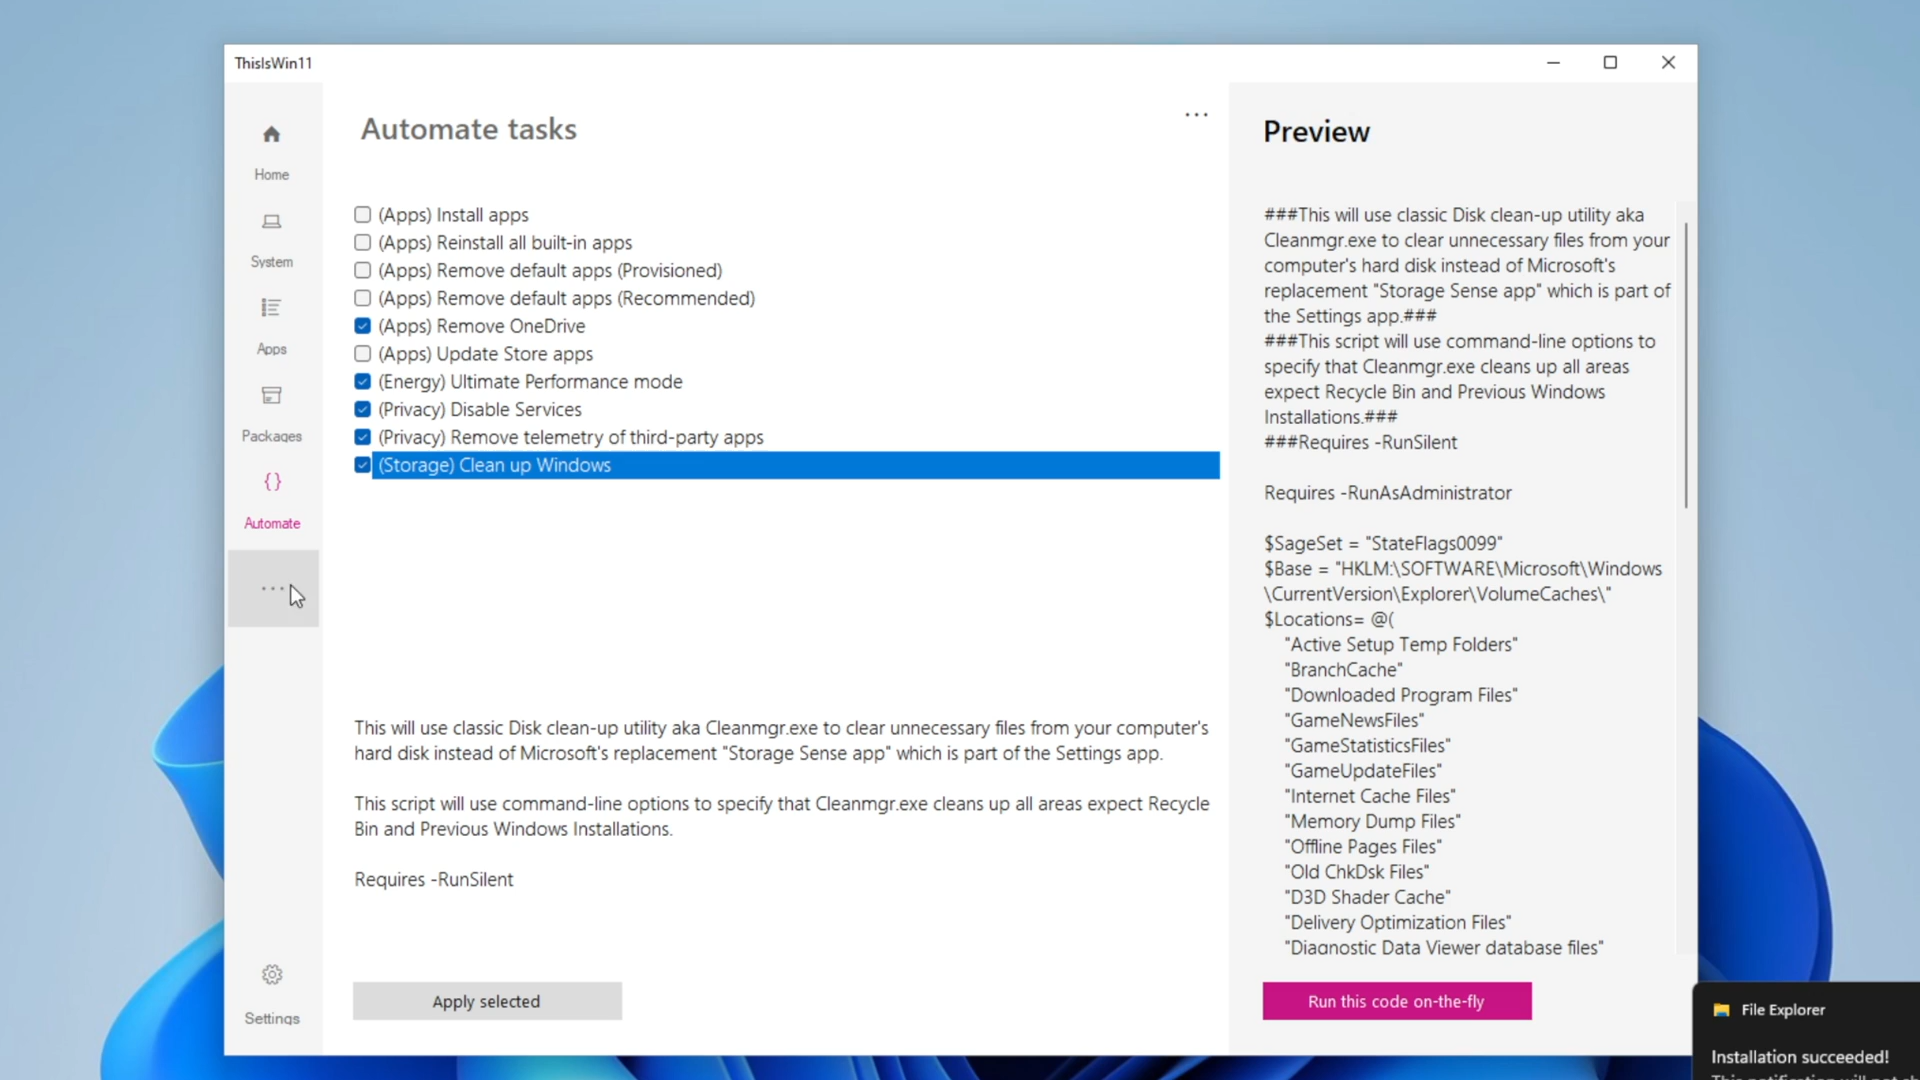 ThisIsWin11
Home
System
Apps
Packages
Automate
Settings
Automate tasks
(Apps) Install apps
(Apps) Reinstall all built-in apps
(Apps) Remove default apps (Provisioned)
(Apps) Remove default apps (Recommended)
(Apps) Remove OneDrive
(Apps) Update Store apps
(Energy) Ultimate Performance mode
(Privacy) Disable Services
(Privacy) Remove telemetry of third-party apps
(Storage) Clean up Windows
This will use classic Disk clean-up utility aka Cleanmgr.exe to clear unnecessary files from your computer's
hard disk instead of Microsoft's replacement "Storage Sense app" which is part of the Settings app.
This script will use command-line options to specify that Cleanmgr.exe cleans up all areas expect Recycle
Bin and Previous Windows Installations.
Requires -RunSilent
Apply selected
Preview
###This will use classic Disk clean-up utility aka
Cleanmgr.exe to clear unnecessary files from your
computer's hard disk instead of Microsoft's
replacement "Storage Sense app" which is part of
the Settings app.###
###This script will use command-line options to
specify that Cleanmgr.exe cleans up all areas
expect Recycle Bin and Previous Windows
Installations.###
###Requires -RunSilent
Requires -RunAsAdministrator
$SageSet = "StateFlags0099"
$Base = "HKLM:\SOFTWARE\Microsoft\Windows
\CurrentVersion\Explorer\VolumeCaches\"
$Locations= @(
"Active Setup Temp Folders"
"BranchCache"
"Downloaded Program Files"
"GameNewsFiles"
"GameStatisticsFiles"
"GameUpdateFiles"
"Internet Cache Files"
"Memory Dump Files"
"Offline Pages Files"
"Old ChkDsk Files"
"D3D Shader Cache"
"Delivery Optimization Files"
"Diagnostic Data Viewer database files"
Run this code on-the-fly
File Explorer
Installation succeeded!
This notification will not